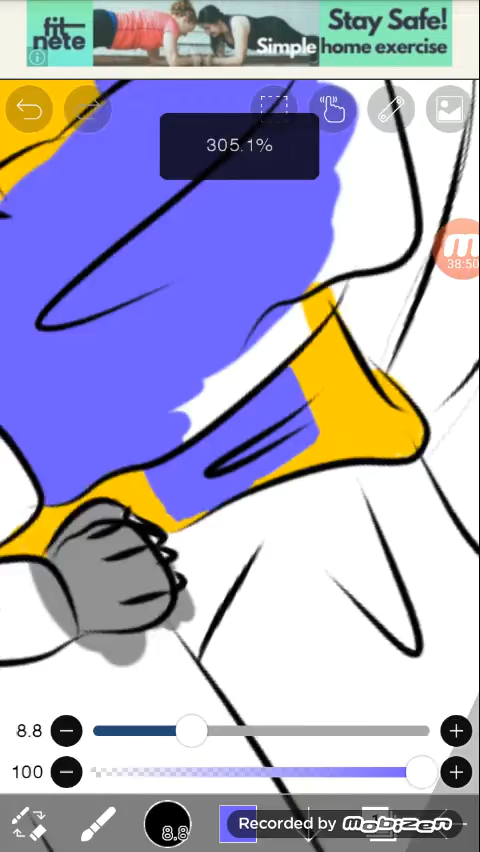 fit
nete
Stay Safe!
Simple home exercise
305.1%
38:50
8.8
100
8.8
Recorded by mobizen